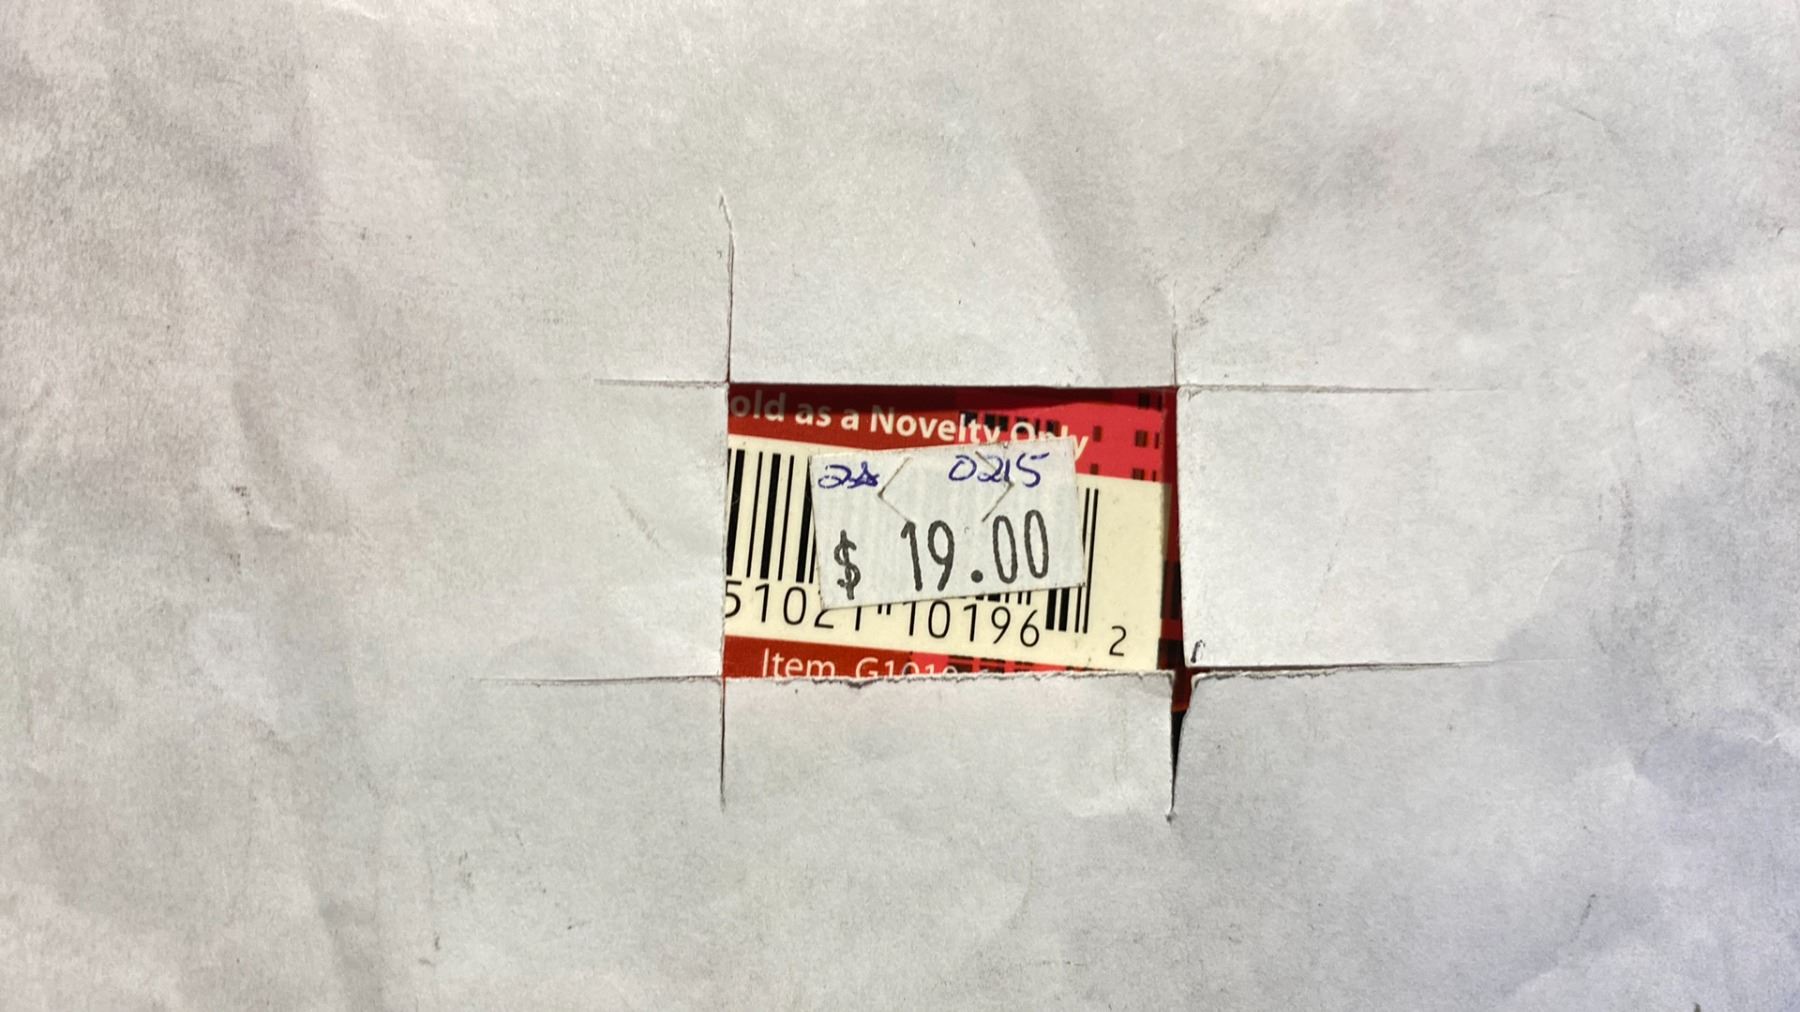 old as a Novelty Only
0215
$ 19.00
51021 10196 2
Item